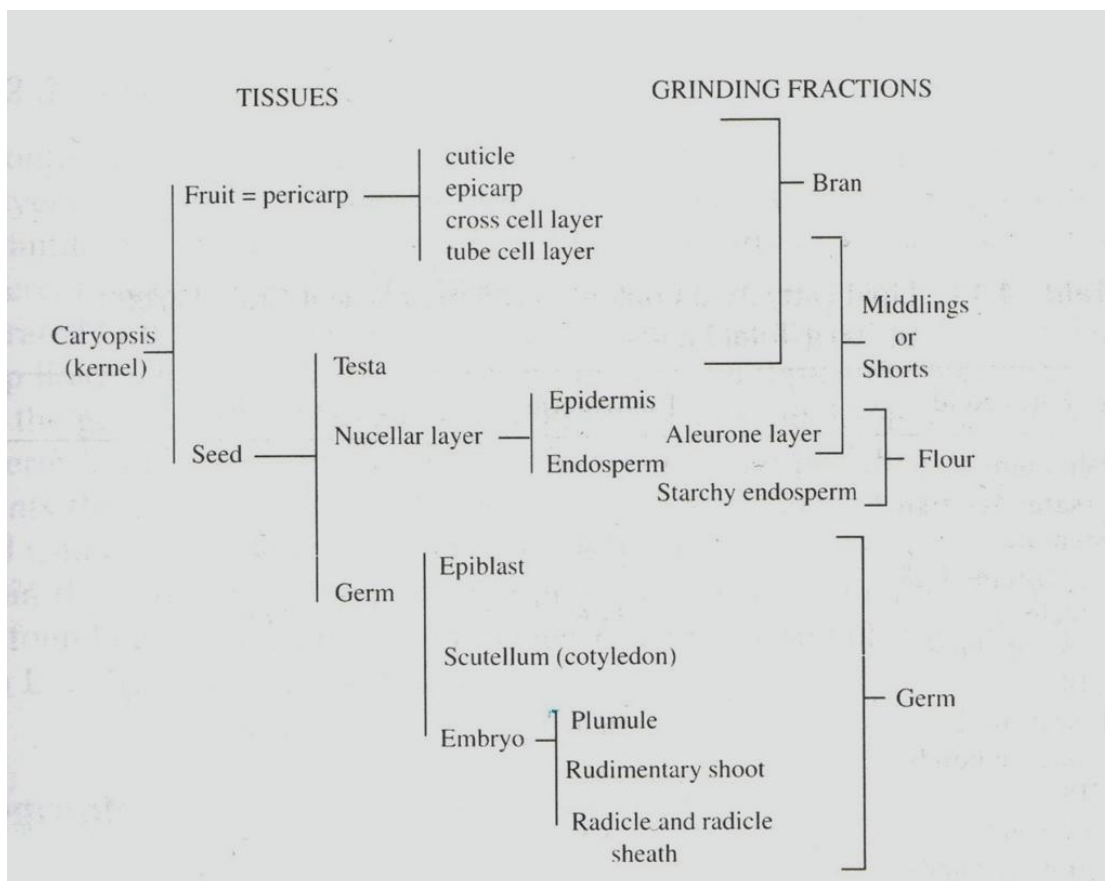 TISSUES
GRINDING FRACTIONS
Fruit = pericarp
cuticle
epicarp
cross cell layer
tube cell layer
Bran
Caryopsis
(kernel)
Middlings
or
Shorts
Seed
Testa
Nucellar layer
Epidermis
Endosperm
Aleurone layer
Starchy endosperm
Flour
Germ
Epiblast
Scutellum (cotyledon)
Embryo
Plumule
Rudimentary shoot
Radicle and radicle
sheath
Germ